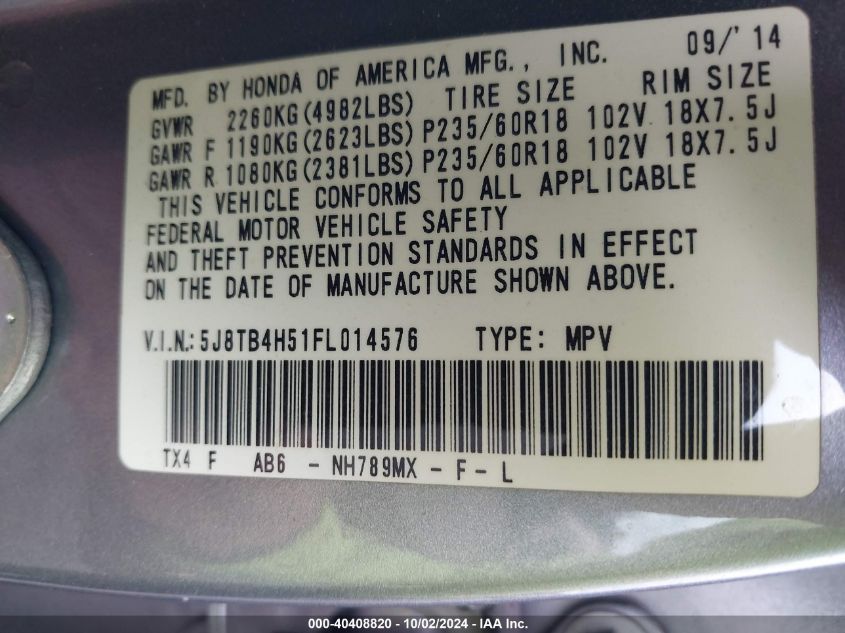 09/'14
MFD. BY HONDA OF AMERICA MFG., INC.
GVWR 2260KG(4982LBS) TIRE SIZE RIM SIZE
GAWR F 1190KG(2623LBS) P235/60R18 102V 18X7.5J
GAWR R 1080KG(2381LBS) P235/60R18 102V 18X7.5J
THIS VEHICLE CONFORMS TO ALL APPLICABLE
FEDERAL MOTOR VEHICLE SAFETY
AND THEFT PREVENTION STANDARDS IN EFFECT
ON THE DATE OF MANUFACTURE SHOWN ABOVE.
V.I.N.: 5J8TB4H51FL014576 TYPE: MPV
TX4 F AB6 - NH789MX - F - L
000-40408820 - 10/02/2024 - IAA Inc.